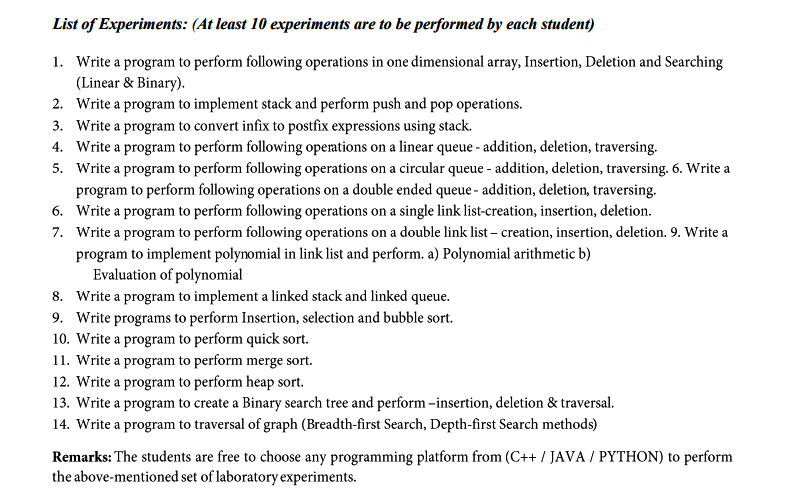 List of Experiments: (At least 10 experiments are to be performed by each student)
1. Write a program to perform following operations in one dimensional array, Insertion, Deletion and Searching
(Linear & Binary).
2. Write a program to implement stack and perform push and pop operations.
3. Write a program to convert infix to postfix expressions using stack.
4. Write a program to perform following operations on a linear queue - addition, deletion, traversing.
5. Write a program to perform following operations on a circular queue - addition, deletion, traversing. 6. Write a
program to perform following operations on a double ended queue - addition, deletion, traversing.
6. Write a program to perform following operations on a single link list-creation, insertion, deletion.
7. Write a program to perform following operations on a double link list – creation, insertion, deletion. 9. Write a
program to implement polynomial in link list and perform. a) Polynomial arithmetic b)
Evaluation of polynomial
8. Write a program to implement a linked stack and linked queue.
9. Write programs to perform Insertion, selection and bubble sort.
10. Write a program to perform quick sort.
11. Write a program to perform merge sort.
12. Write a program to perform heap sort.
13. Write a program to create a Binary search tree and perform –insertion, deletion & traversal.
14. Write a program to traversal of graph (Breadth-first Search, Depth-first Search methods)
Remarks: The students are free to choose any programming platform from (C++ / JAVA / PYTHON) to perform
the above-mentioned set of laboratory experiments.